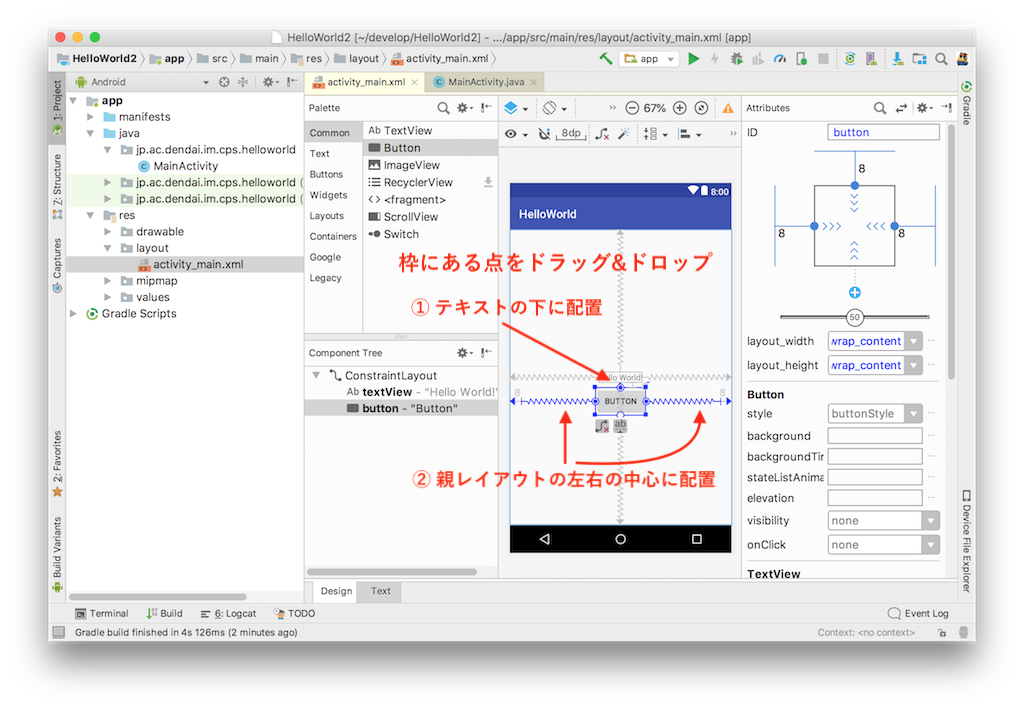 HelloWorld2 [~/develop/HelloWorld2] - .../app/src/main/res/layout/activity_main.xml [app]
HelloWorld2 app src main res layout activity_main.xml
app
1: Project
Z: Structure
Captures
2: Favorites
Build Variants
Android
app
manifests
java
jp.ac.dendai.im.cps.helloworld
MainActivity
jp.ac.dendai.im.cps.helloworld (
jp.ac.dendai.im.cps.helloworld (
res
drawable
layout
activity_main.xml
mipmap
values
Gradle Scripts
activity_main.xml
MainActivity.java
Palette
Common
Text
Buttons
Widgets
Layouts
Containers
Google
Legacy
Ab TextView
Button
ImageView
RecyclerView
<fragment>
ScrollView
Switch
Component Tree
ConstraintLayout
Ab textView - "Hello World!"
button - "Button"
67%
8dp
8:00
HelloWorld
枠にある点をドラッグ&ドロップ
① テキストの下に配置
Hello World!
8
8
BUTTON
ab
② 親レイアウトの左右の中心に配置
Attributes
ID
button
8
8
8
50
layout_width
wrap_content
layout_height
wrap_content
Button
style
buttonStyle
background
backgroundTin
stateListAnima
elevation
visibility
none
onClick
none
TextView
Gradle
Device File Explorer
Design
Text
Terminal
Build
6: Logcat
TODO
Event Log
Gradle build finished in 4s 126ms (2 minutes ago)
Context: <no context>